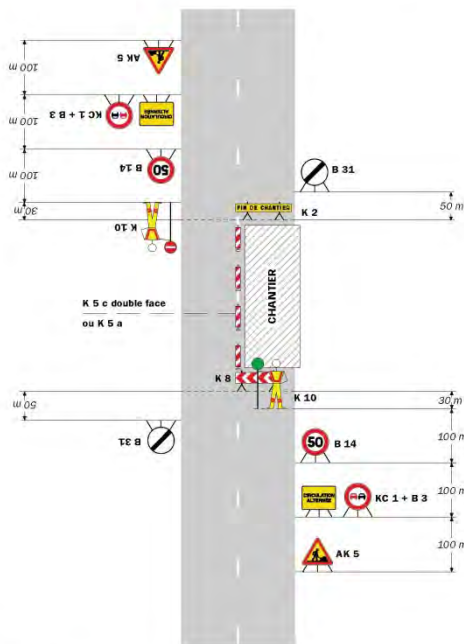 100 m
AK 5
100 m
KC 1 + B 3
CIRCULATION ALTERNÉE
100 m
B 14
50
B 31
30 m
K 10
FIN DE CHANTIER
K 2
50 m
K 5 c double face
ou K 5 a
CHANTIER
K 8
K 10
50 m
30 m
B 31
100 m
50
B 14
100 m
CIRCULATION
ALTERNÉE
KC 1 + B 3
100 m
AK 5